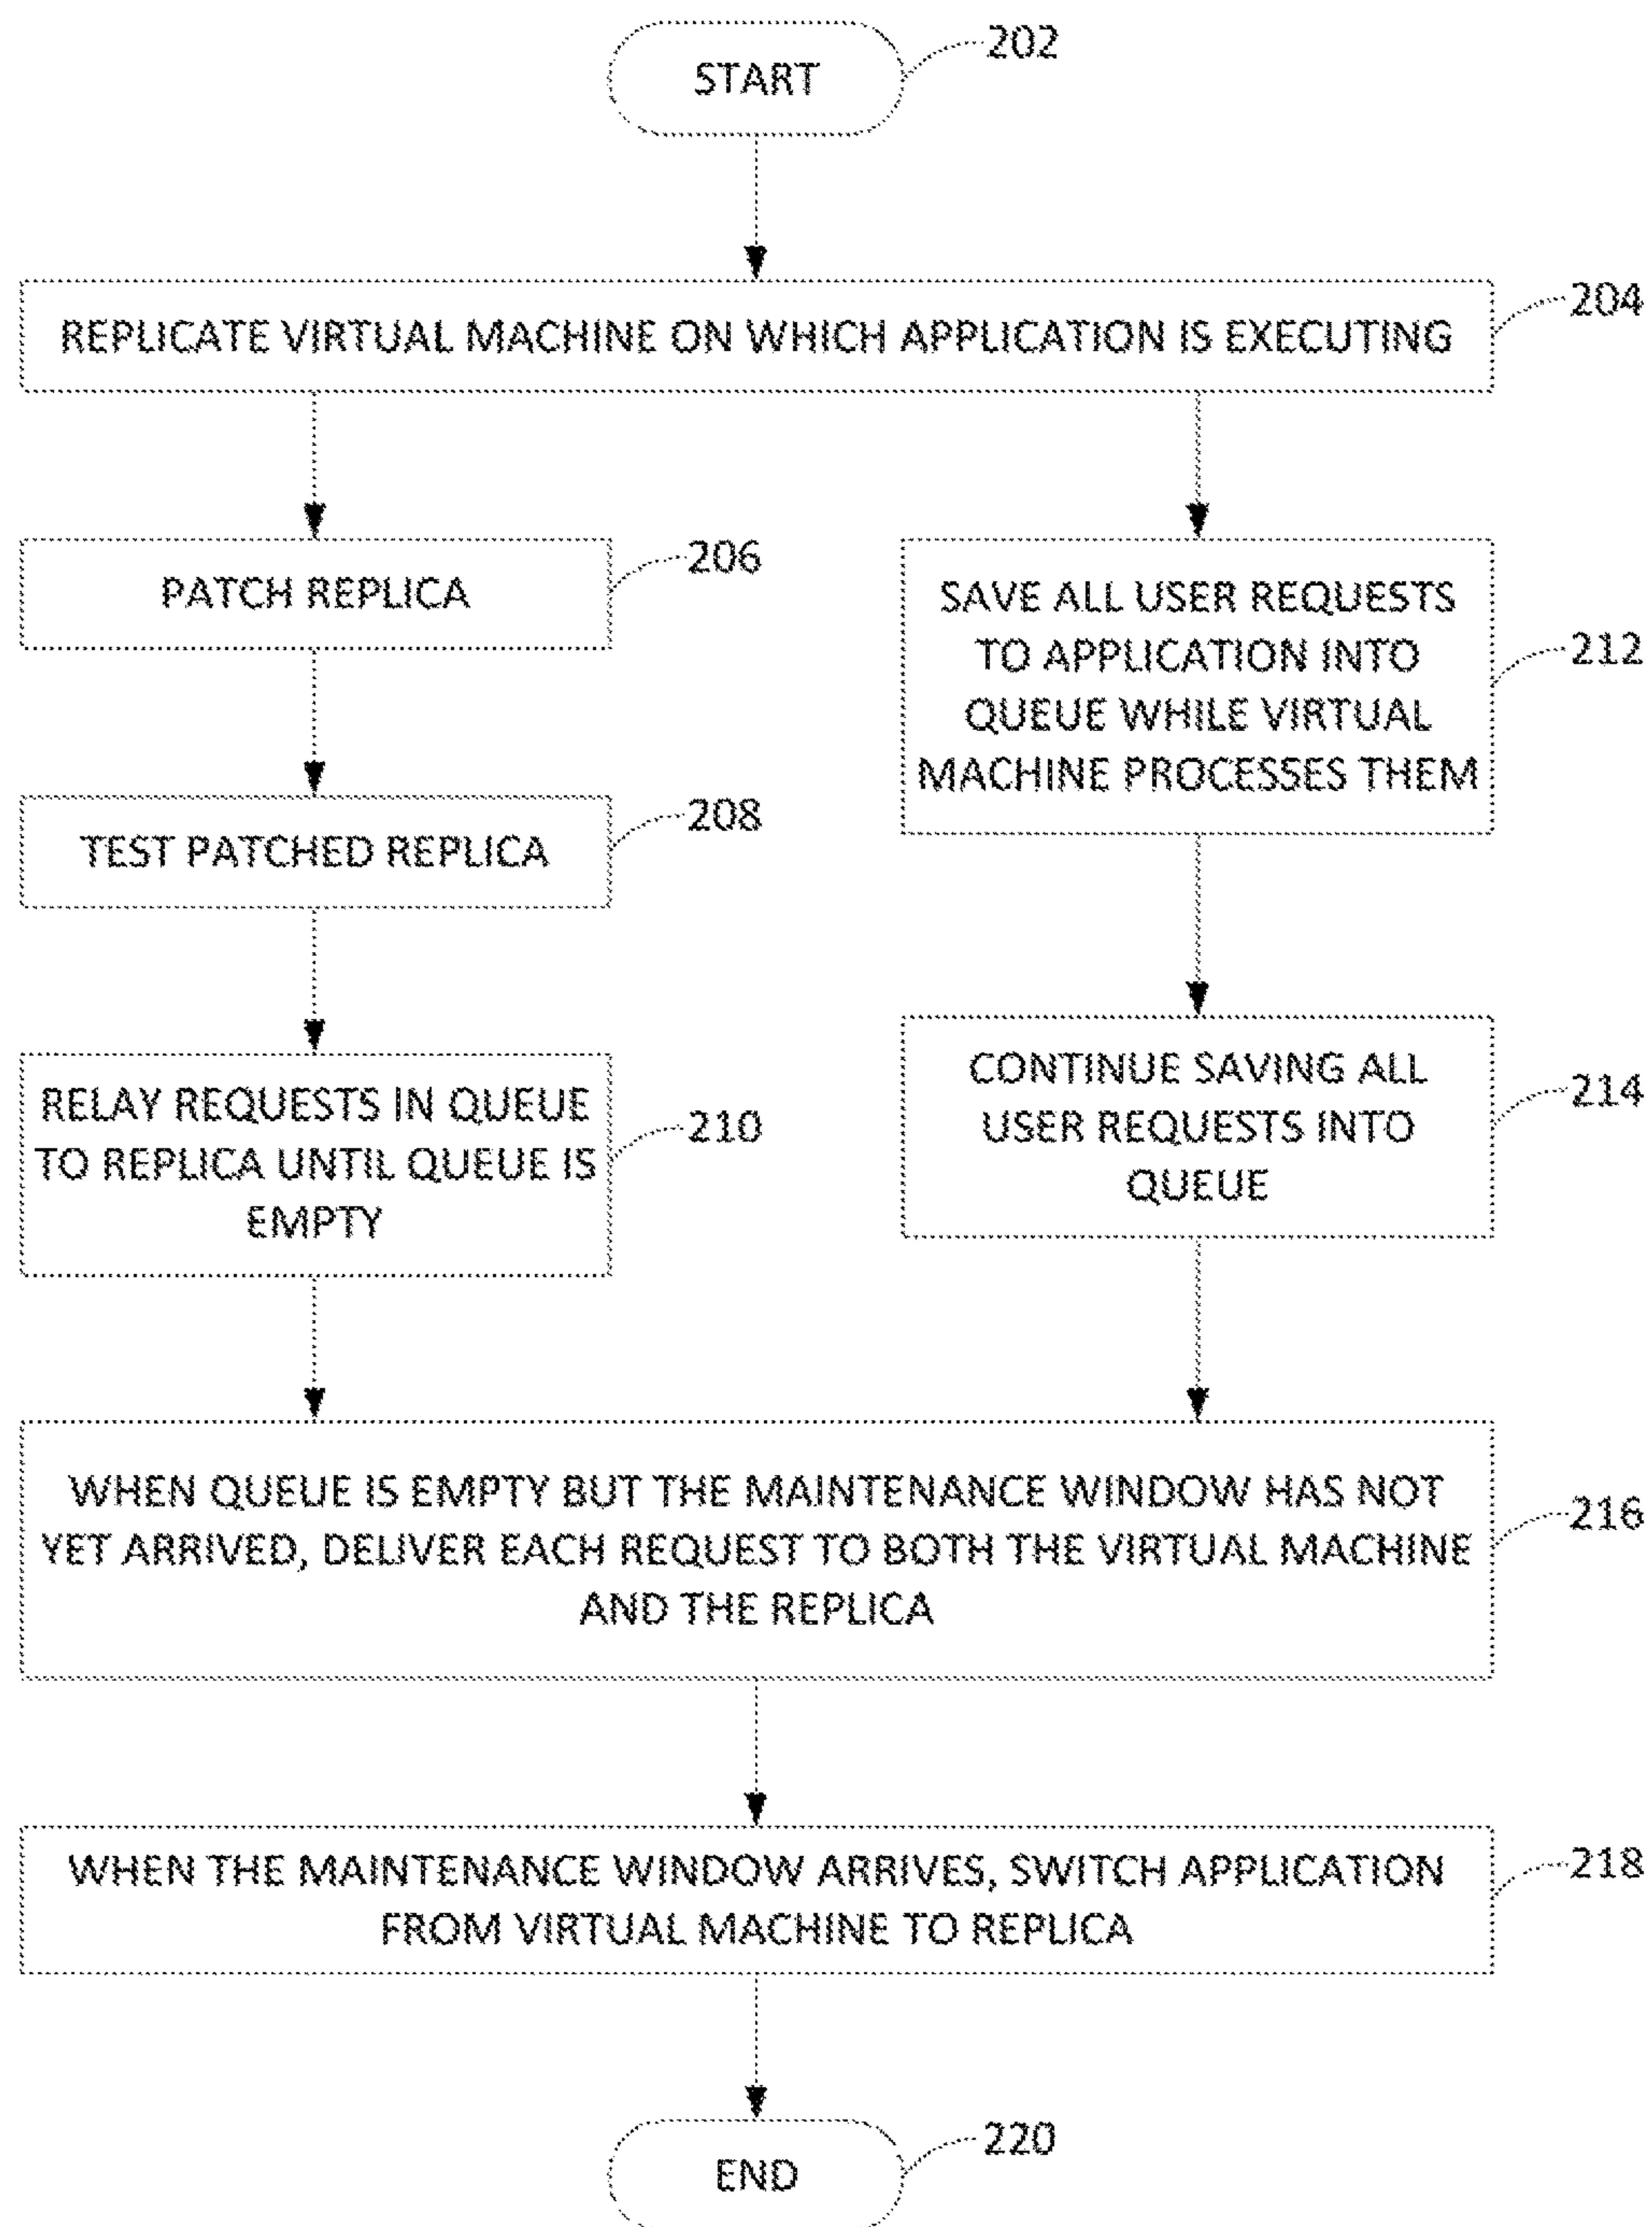 START
202
REPLICATE VIRTUAL MACHINE ON WHICH APPLICATION IS EXECUTING
204
PATCH REPLICA
206
TEST PATCHED REPLICA
208
RELAY REQUESTS IN QUEUE
TO REPLICA UNTIL QUEUE IS
EMPTY
210
SAVE ALL USER REQUESTS
TO APPLICATION INTO
QUEUE WHILE VIRTUAL
MACHINE PROCESSES THEM
212
CONTINUE SAVING ALL
USER REQUESTS INTO
QUEUE
214
WHEN QUEUE IS EMPTY BUT THE MAINTENANCE WINDOW HAS NOT
YET ARRIVED, DELIVER EACH REQUEST TO BOTH THE VIRTUAL MACHINE
AND THE REPLICA
216
WHEN THE MAINTENANCE WINDOW ARRIVES, SWITCH APPLICATION
FROM VIRTUAL MACHINE TO REPLICA
218
END
220